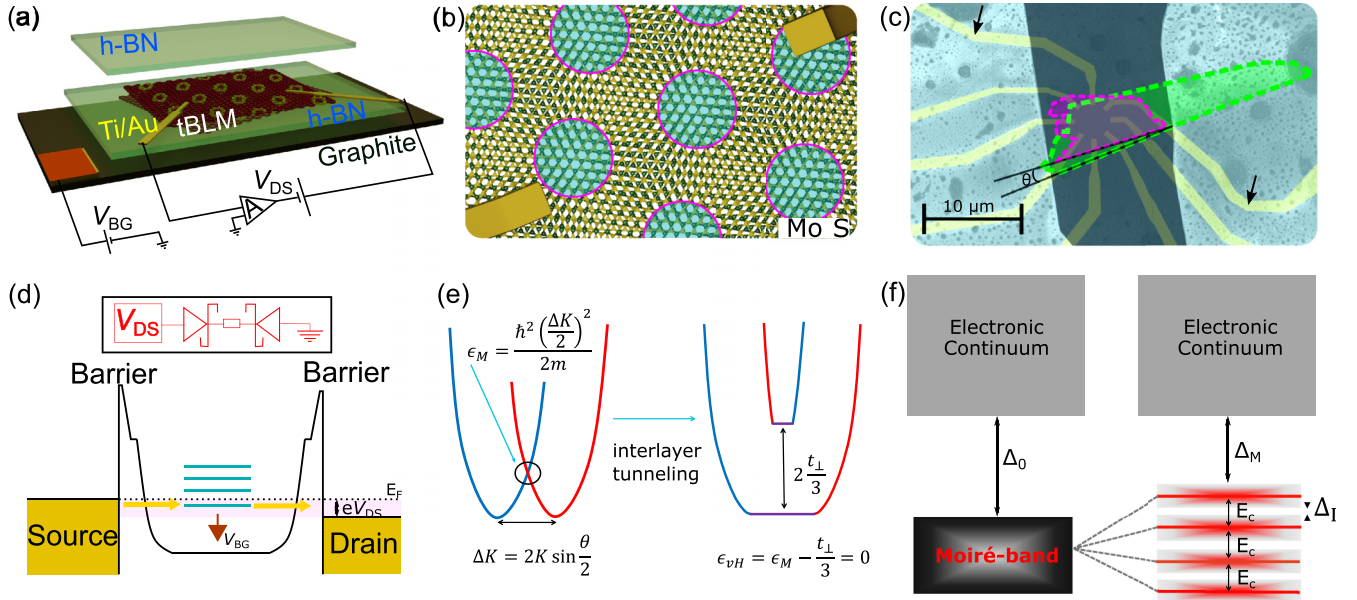 (a)
h-BN
Ti/Au
tBLM
h-BN
Graphite
V_DS
A
V_BG
(b)
Mo S
(c)
θ
10 μm
(d)
V_DS
Barrier
Barrier
E_F
eV_DS
Source
V_BG
Drain
(e)
ϵ_M = ħ² (ΔK/2)² / 2m
interlayer
tunneling
2 t_⊥/3
ΔK = 2K sin θ/2
ϵ_vH = ϵ_M − t_⊥/3 = 0
(f)
Electronic
Continuum
Electronic
Continuum
Δ_0
Δ_M
Moiré-band
E_c
E_c
E_c
Δ_I